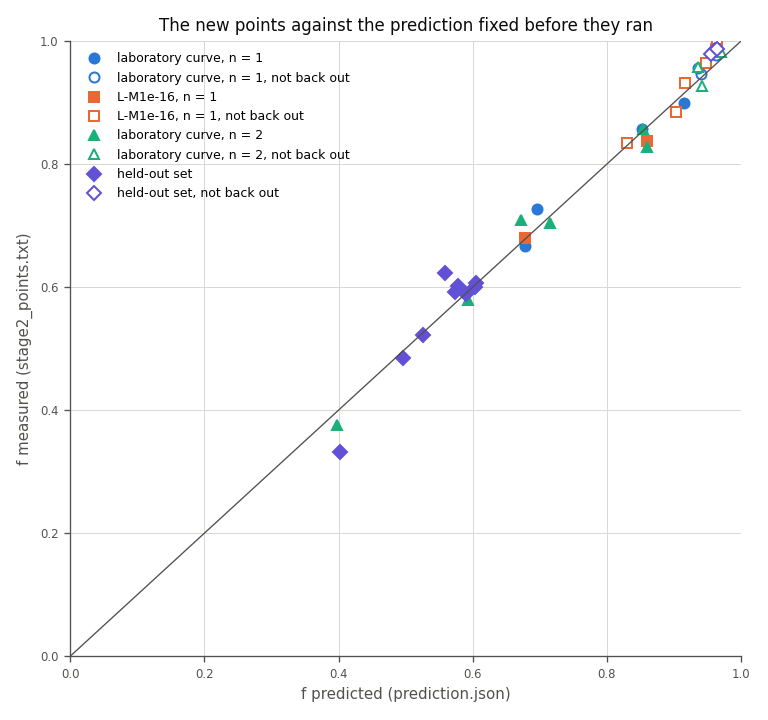 The new points against the prediction fixed before they ran
laboratory curve, n = 1
laboratory curve, n = 1, not back out
L-M1e-16, n = 1
L-M1e-16, n = 1, not back out
laboratory curve, n = 2
laboratory curve, n = 2, not back out
held-out set
held-out set, not back out
f measured (stage2_points.txt)
1.0
0.8
0.6
0.4
0.2
0.0
0.0 0.2 0.4 0.6 0.8 1.0
f predicted (prediction.json)